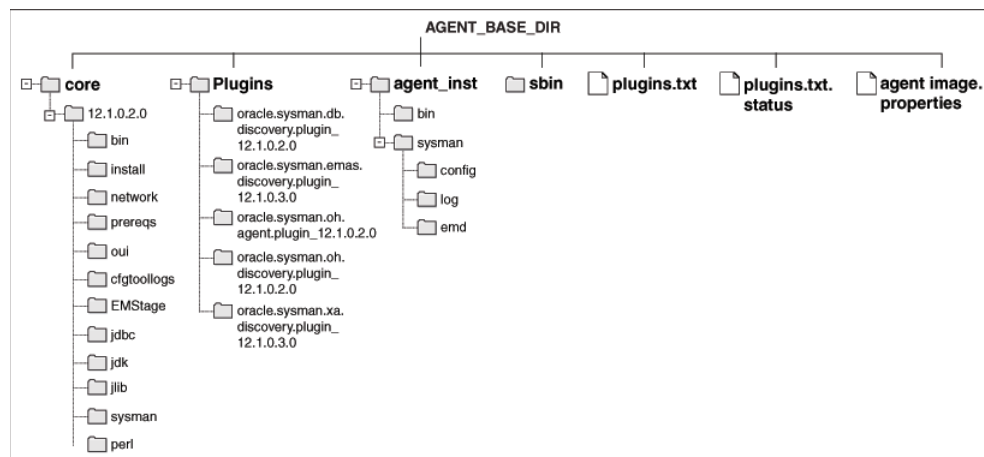 AGENT_BASE_DIR
core
12.1.0.2.0
bin
install
network
prereqs
oui
cfgtoollogs
EMStage
jdbc
jdk
jlib
sysman
perl
Plugins
oracle.sysman.db.
discovery.plugin_
12.1.0.2.0
oracle.sysman.emas.
discovery.plugin_
12.1.0.3.0
oracle.sysman.oh.
agent.plugin_12.1.0.2.0
oracle.sysman.oh.
discovery.plugin_
12.1.0.2.0
oracle.sysman.xa.
discovery.plugin_
12.1.0.3.0
agent_inst
bin
sysman
config
log
emd
sbin
plugins.txt
plugins.txt.
status
agent image.
properties